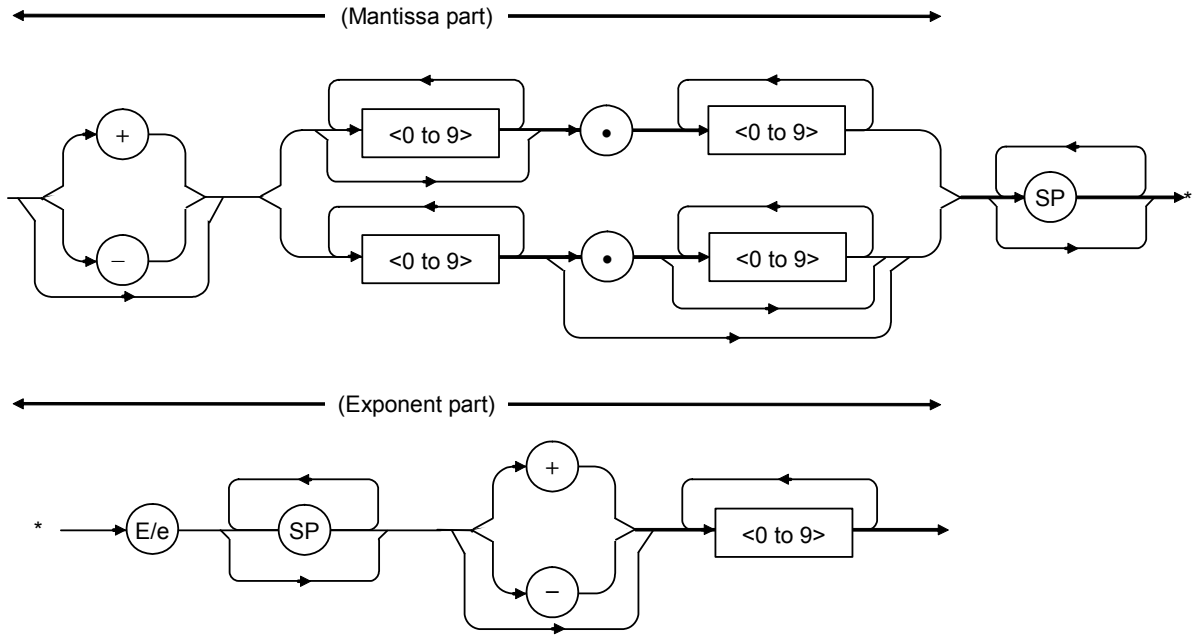 (Mantissa part)
+
<0 to 9>
•
<0 to 9>
SP
*
−
<0 to 9>
•
<0 to 9>
(Exponent part)
+
* E/e
SP
<0 to 9>
−